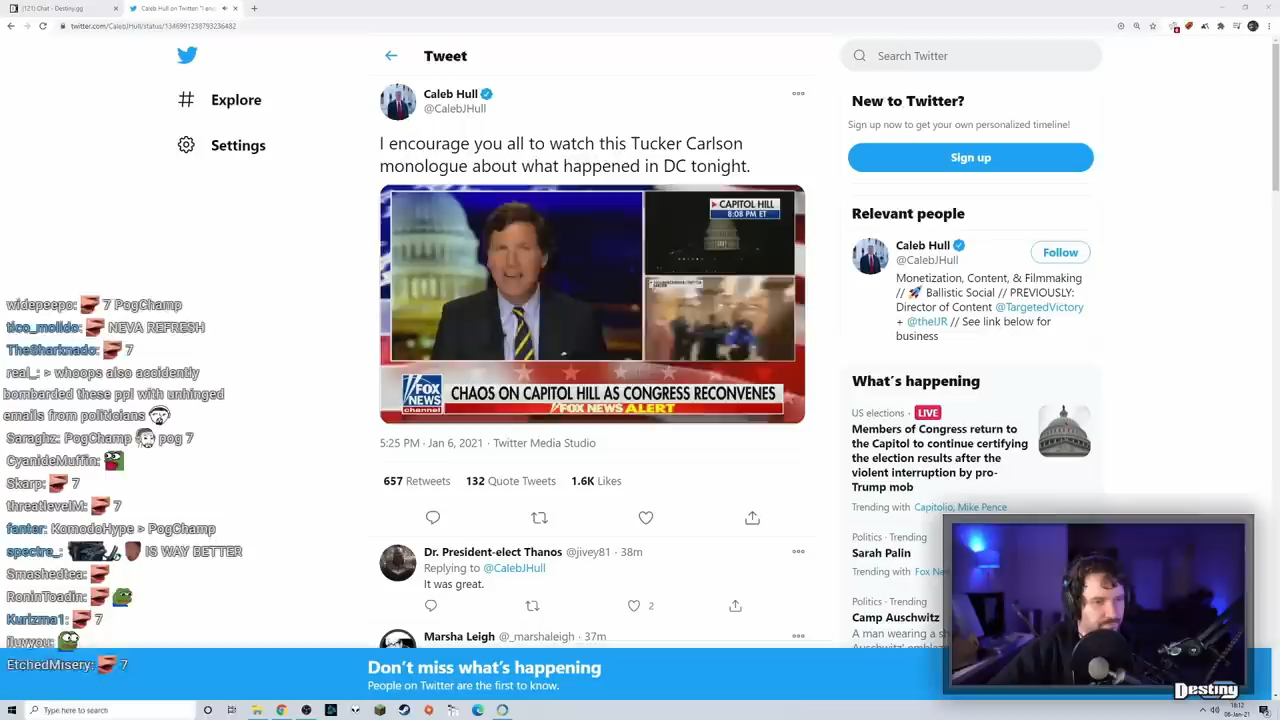 (121) Chat - Destiny.gg
Caleb Hull on Twitter: "I enc
twitter.com/CalebJHull/status/1346991238793236482
Explore
Settings
Tweet
Caleb Hull
@CalebJHull
I encourage you all to watch this Tucker Carlson
monologue about what happened in DC tonight.
CAPITOL HILL
8:08 PM ET
FOX
NEWS
channel
CHAOS ON CAPITOL HILL AS CONGRESS RECONVENES
FOX NEWS ALERT
5:25 PM · Jan 6, 2021 · Twitter Media Studio
657 Retweets 132 Quote Tweets 1.6K Likes
Dr. President-elect Thanos @jivey81 · 38m
Replying to @CalebJHull
It was great.
2
Marsha Leigh @_marshaleigh · 37m
Search Twitter
New to Twitter?
Sign up now to get your own personalized timeline!
Sign up
Relevant people
Caleb Hull
@CalebJHull
Follow
Monetization, Content, & Filmmaking
// 🚀 Ballistic Social // PREVIOUSLY:
Director of Content @TargetedVictory
+ @theIJR // See link below for
business
What's happening
US elections · LIVE
Members of Congress return to
the Capitol to continue certifying
the election results after the
violent interruption by pro-
Trump mob
Trending with Capitolio, Mike Pence
Politics · Trending
Sarah Palin
Trending with Fox Ne
Politics · Trending
Camp Auschwitz
A man wearing a s
widepeepo: 7 PogChamp
tico_molido: NEVA REFRESH
TheSharknado: 7
real_: > whoops also accidently
bombarded these ppl with unhinged
emails from politicians
Saraghz: PogChamp pog 7
CyanideMuffin:
Skarp: 7
threatlevelM: 7
fanter: KomodoHype > PogChamp
spectre_: IS WAY BETTER
Smashedtea:
RoninToadin:
Kurizma1: 7
iluvyou:
EtchedMisery: 7
Don't miss what's happening
People on Twitter are the first to know.
Destiny
Type here to search
18:12
06-Jan-21